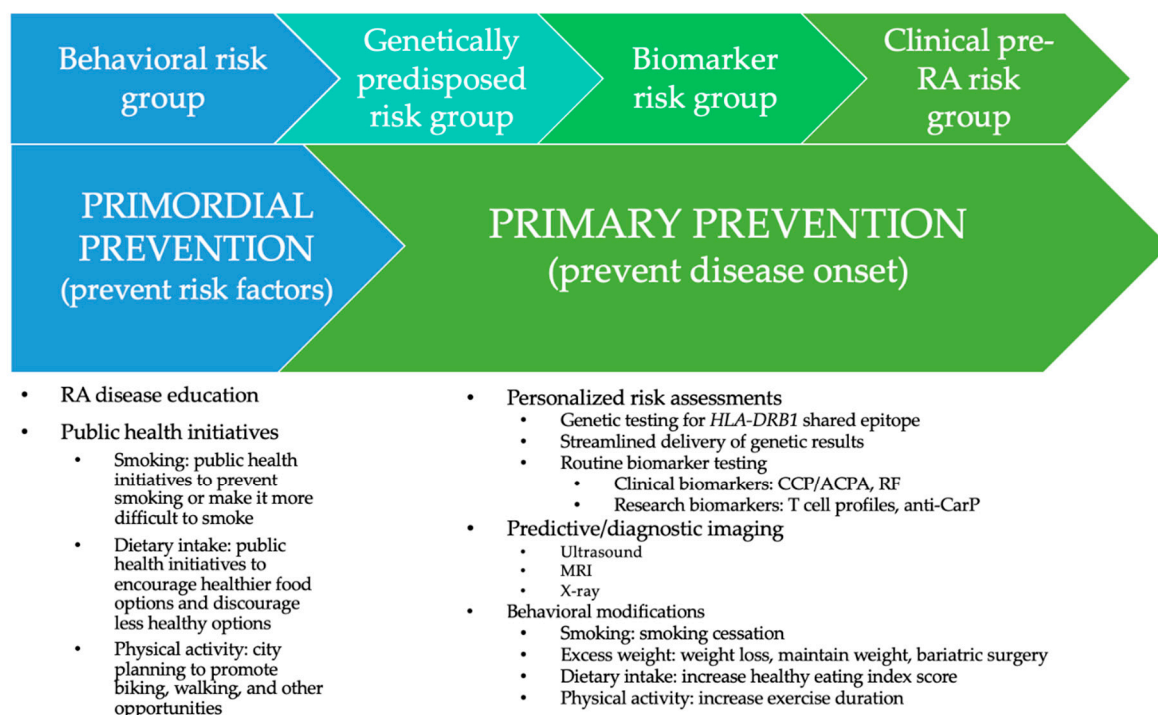 Behavioral risk
group
Genetically
predisposed
risk group
Biomarker
risk group
Clinical pre-
RA risk
group
PRIMORDIAL
PREVENTION
(prevent risk factors)
PRIMARY PREVENTION
(prevent disease onset)
• RA disease education
• Public health initiatives
• Smoking: public health
initiatives to prevent
smoking or make it more
difficult to smoke
• Dietary intake: public
health initiatives to
encourage healthier food
options and discourage
less healthy options
• Physical activity: city
planning to promote
biking, walking, and other
opportunities
• Personalized risk assessments
• Genetic testing for HLA-DRB1 shared epitope
• Streamlined delivery of genetic results
• Routine biomarker testing
• Clinical biomarkers: CCP/ACPA, RF
• Research biomarkers: T cell profiles, anti-CarP
• Predictive/diagnostic imaging
• Ultrasound
• MRI
• X-ray
• Behavioral modifications
• Smoking: smoking cessation
• Excess weight: weight loss, maintain weight, bariatric surgery
• Dietary intake: increase healthy eating index score
• Physical activity: increase exercise duration